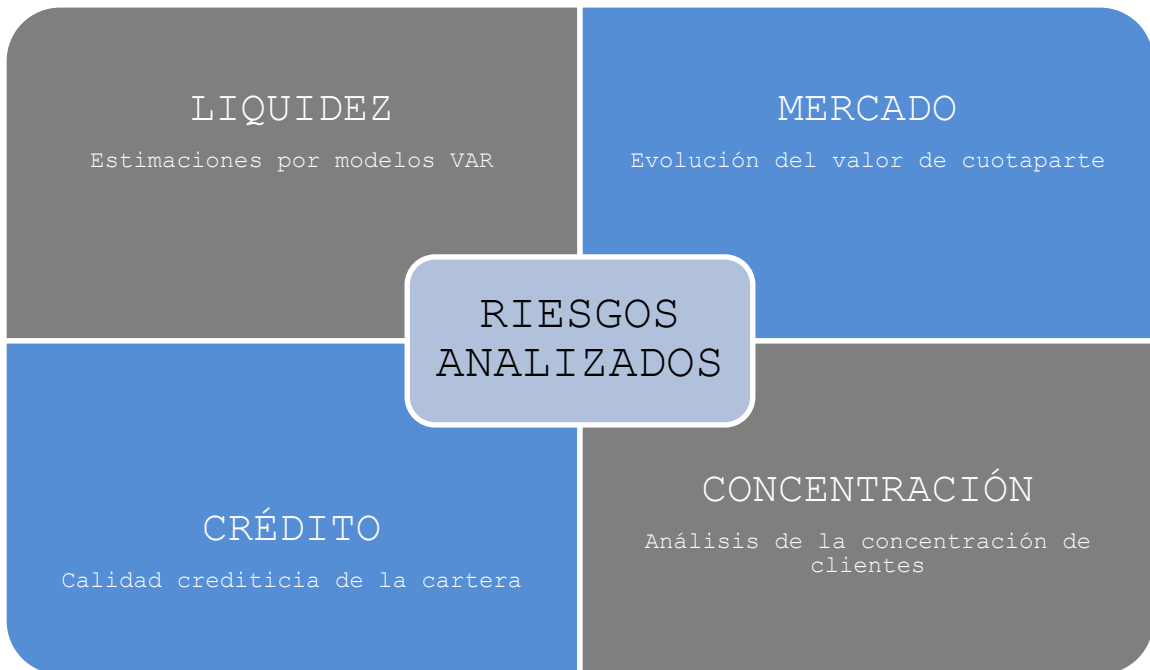 LIQUIDEZ
Estimaciones por modelos VAR
MERCADO
Evolución del valor de cuotaparte
RIESGOS
ANALIZADOS
CRÉDITO
Calidad crediticia de la cartera
CONCENTRACIÓN
Análisis de la concentración de
clientes